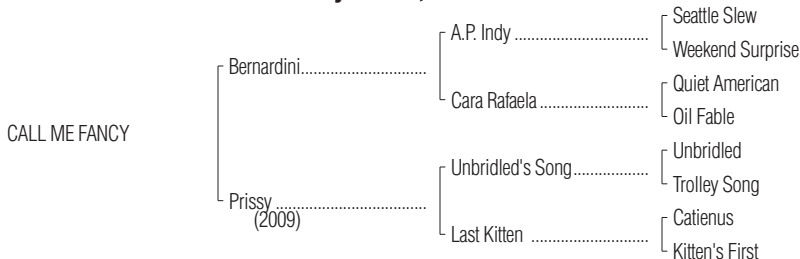 Seattle Slew
A.P. Indy
Weekend Surprise
Bernardini
Quiet American
Cara Rafaela
Oil Fable
CALL ME FANCY
Unbridled
Unbridled's Song
Trolley Song
Prissy
(2009)
Catienus
Last Kitten
Kitten's First